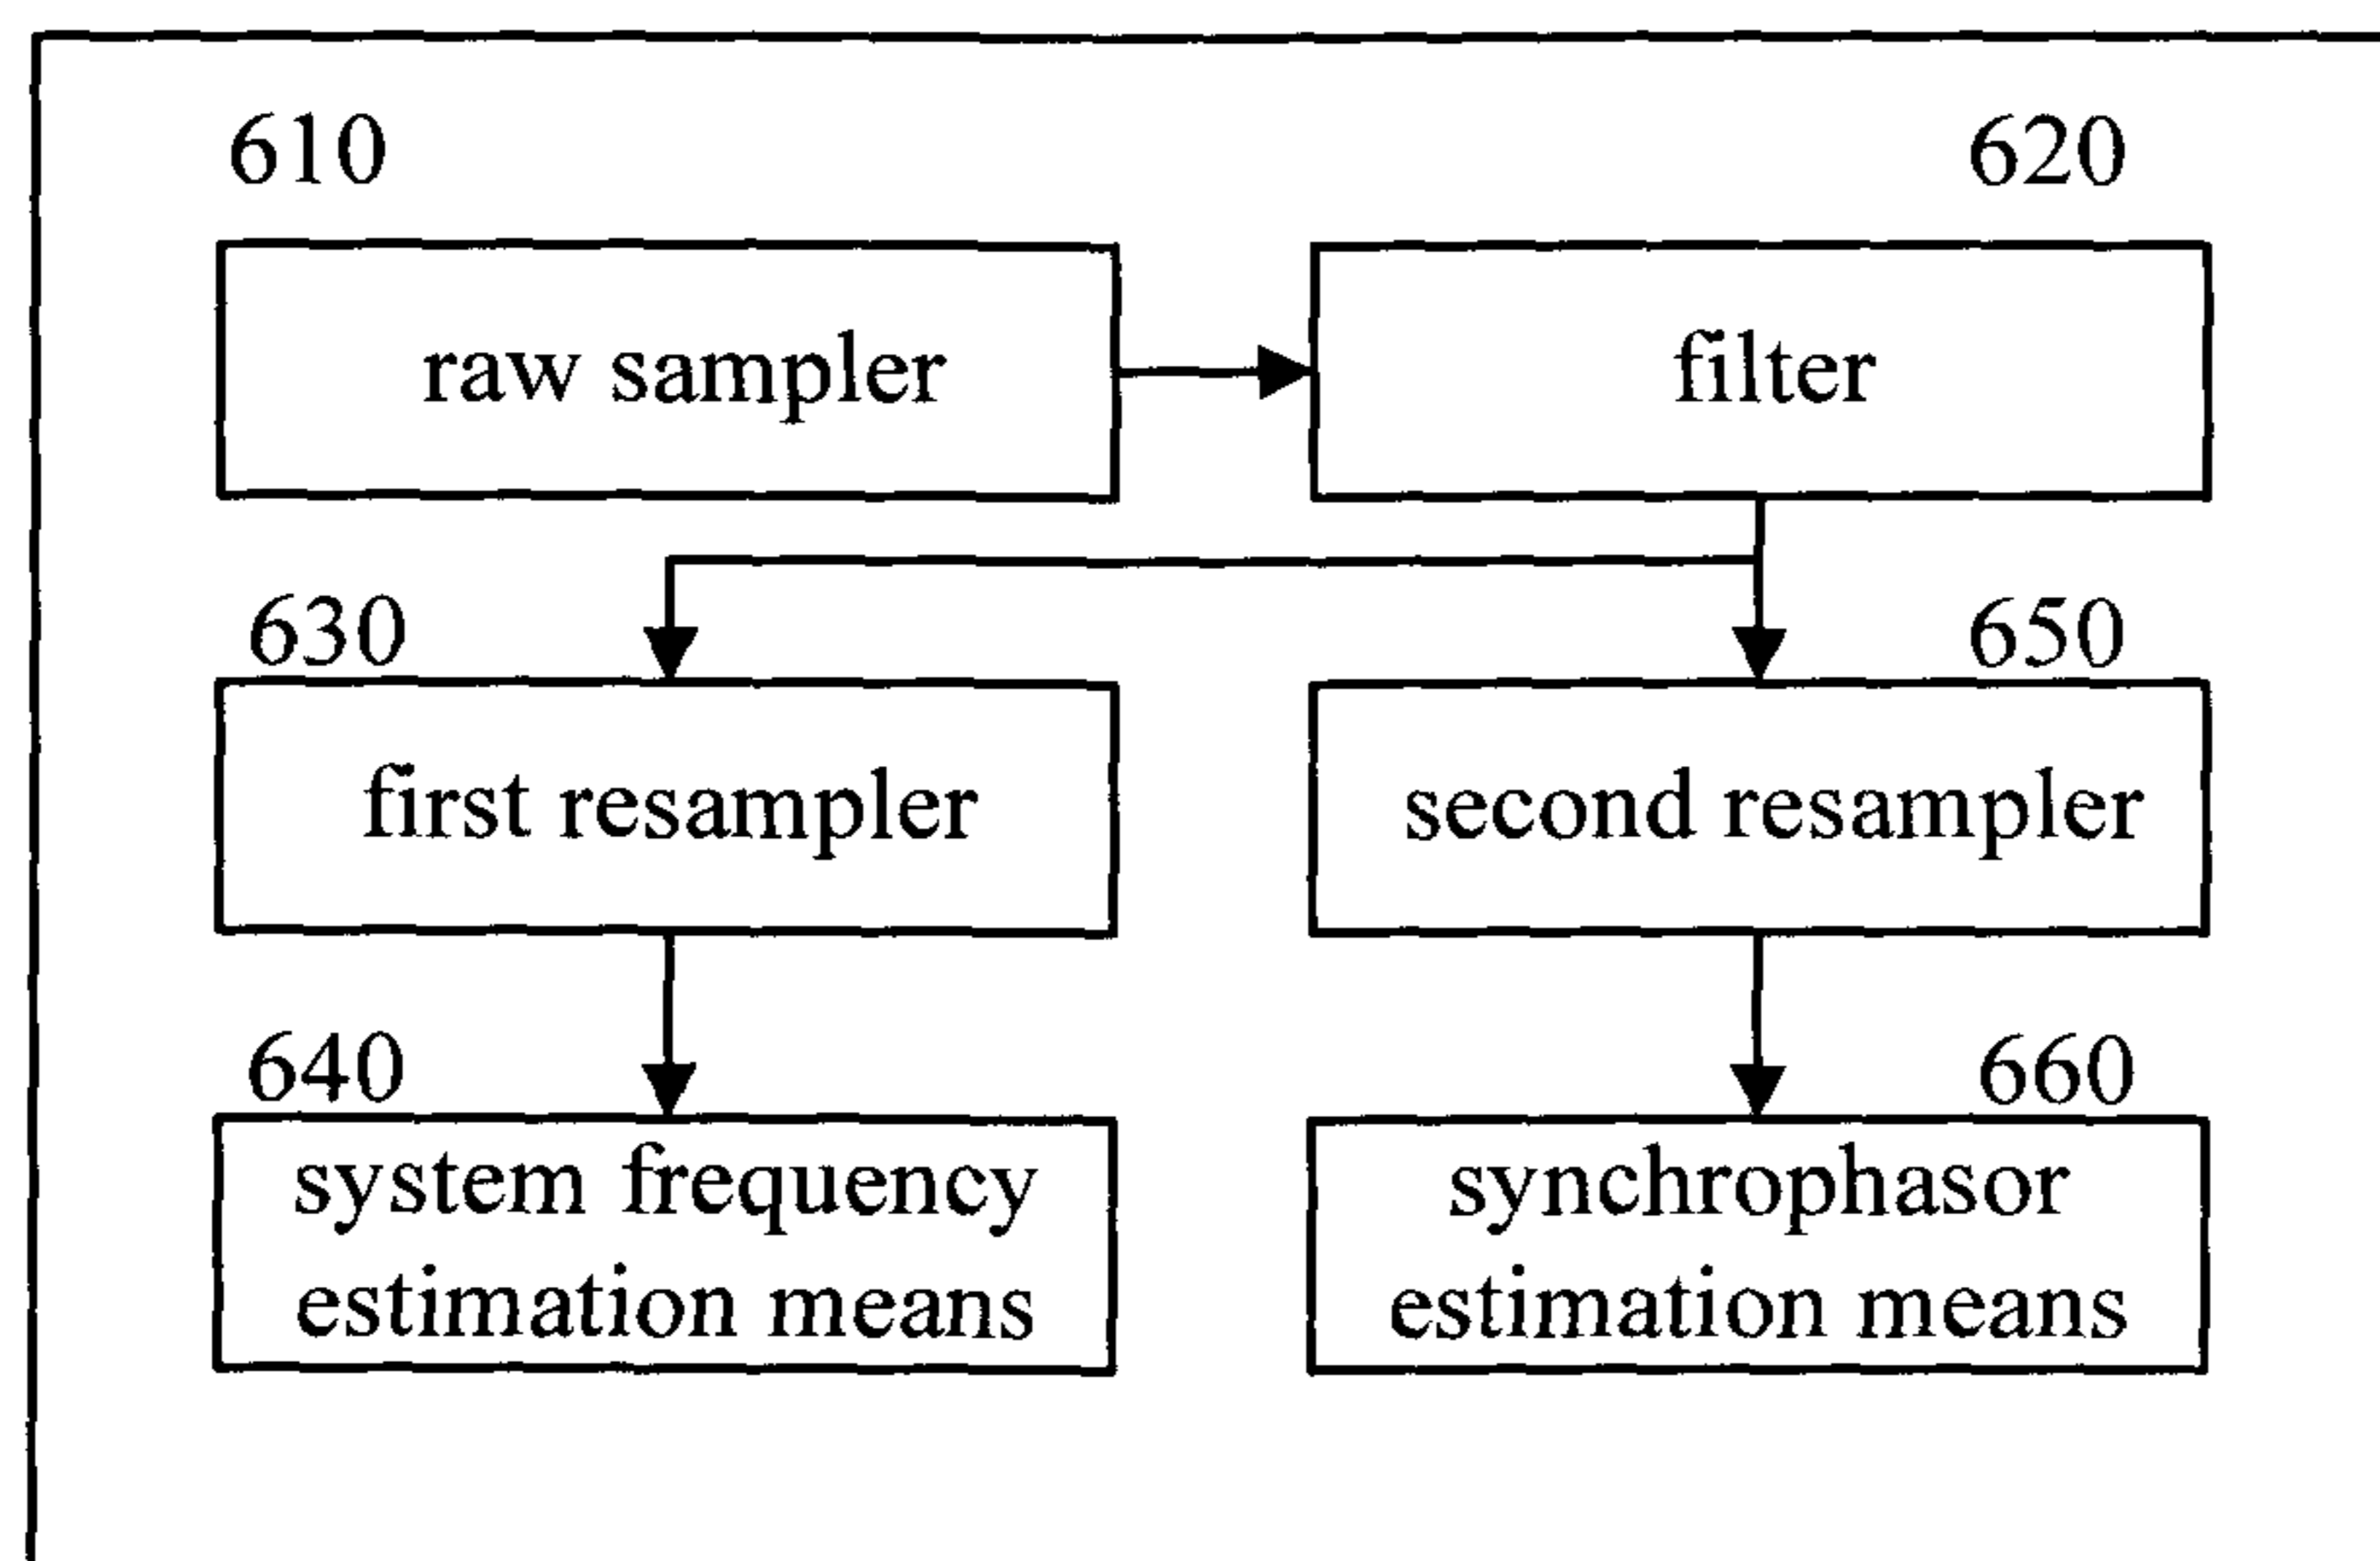 610
620
raw sampler
filter
630
650
first resampler
second resampler
640
660
system frequency
estimation means
synchrophasor
estimation means